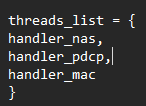 threads_list = {
handler_nas,
handler_pdcp,
handler_mac
}